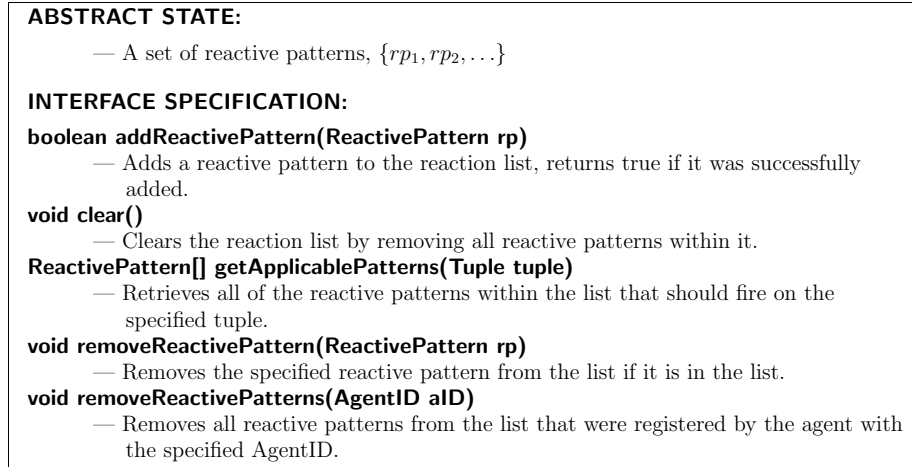 ABSTRACT STATE:
— A set of reactive patterns, {rp₁, rp₂, . . .}
INTERFACE SPECIFICATION:
boolean addReactivePattern(ReactivePattern rp)
— Adds a reactive pattern to the reaction list, returns true if it was successfully
added.
void clear()
— Clears the reaction list by removing all reactive patterns within it.
ReactivePattern[] getApplicablePatterns(Tuple tuple)
— Retrieves all of the reactive patterns within the list that should fire on the
specified tuple.
void removeReactivePattern(ReactivePattern rp)
— Removes the specified reactive pattern from the list if it is in the list.
void removeReactivePatterns(AgentID aID)
— Removes all reactive patterns from the list that were registered by the agent with
the specified AgentID.